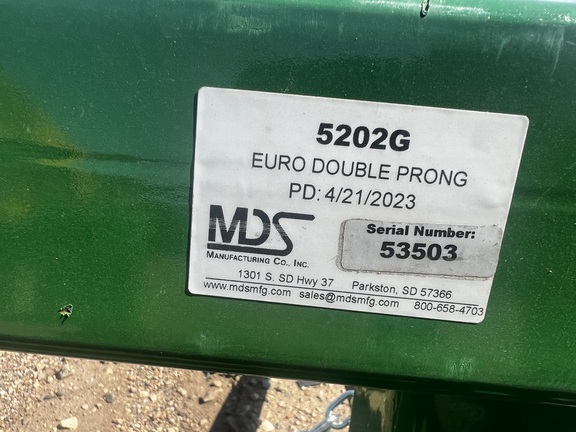 5202G
EURO DOUBLE PRONG
PD: 4/21/2023
MDS
MANUFACTURING CO., INC.
Serial Number:
53503
1301 S. SD Hwy 37 Parkston, SD 57366
www.mdsmfg.com sales@mdsmfg.com 800-658-4703